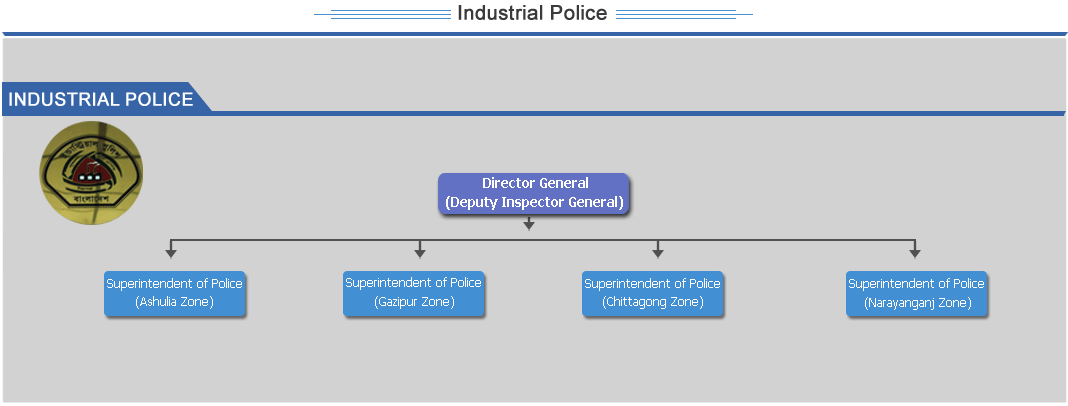 Industrial Police
INDUSTRIAL POLICE
ইন্ডাস্ট্রিয়াল পুলিশ
বাংলাদেশ
Director General
(Deputy Inspector General)
Superintendent of Police
(Ashulia Zone)
Superintendent of Police
(Gazipur Zone)
Superintendent of Police
(Chittagong Zone)
Superintendent of Police
(Narayanganj Zone)